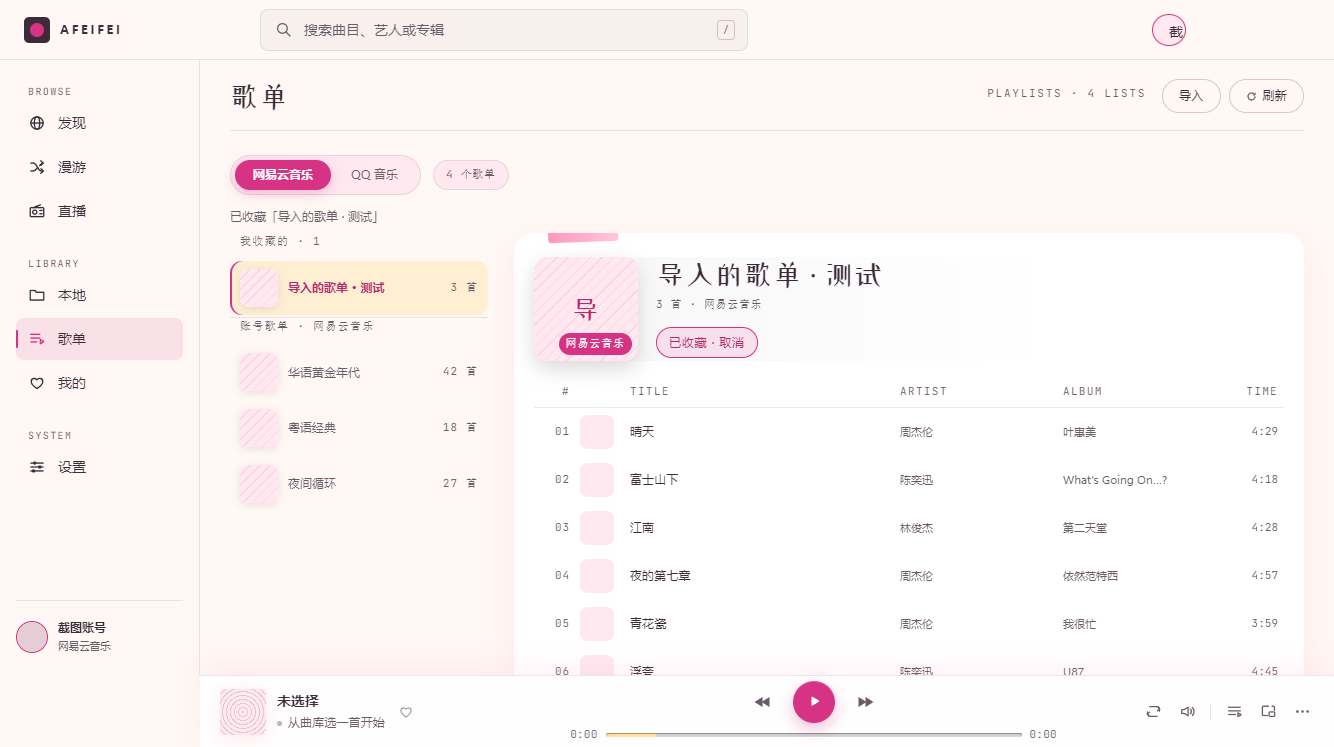 AFEIFEI
搜索曲目、艺人或专辑
/
截
BROWSE
发现
漫游
直播
LIBRARY
本地
歌单
我的
SYSTEM
设置
截图账号
网易云音乐
歌单
PLAYLISTS · 4 LISTS
导入
刷新
网易云音乐
QQ 音乐
4 个歌单
已收藏「导入的歌单 · 测试」
我收藏的 · 1
导入的歌单 · 测试
3 首
账号歌单 · 网易云音乐
华语黄金年代
42 首
粤语经典
18 首
夜间循环
27 首
导
网易云音乐
导入的歌单 · 测试
3 首 · 网易云音乐
已收藏 · 取消
# TITLE ARTIST ALBUM TIME
01 晴天 周杰伦 叶惠美 4:29
02 富士山下 陈奕迅 What's Going On…? 4:18
03 江南 林俊杰 第二天堂 4:28
04 夜的第七章 周杰伦 依然范特西 4:57
05 青花瓷 周杰伦 我很忙 3:59
06 浮夸 陈奕迅 U87 4:45
未选择
从曲库选一首开始
0:00
0:00